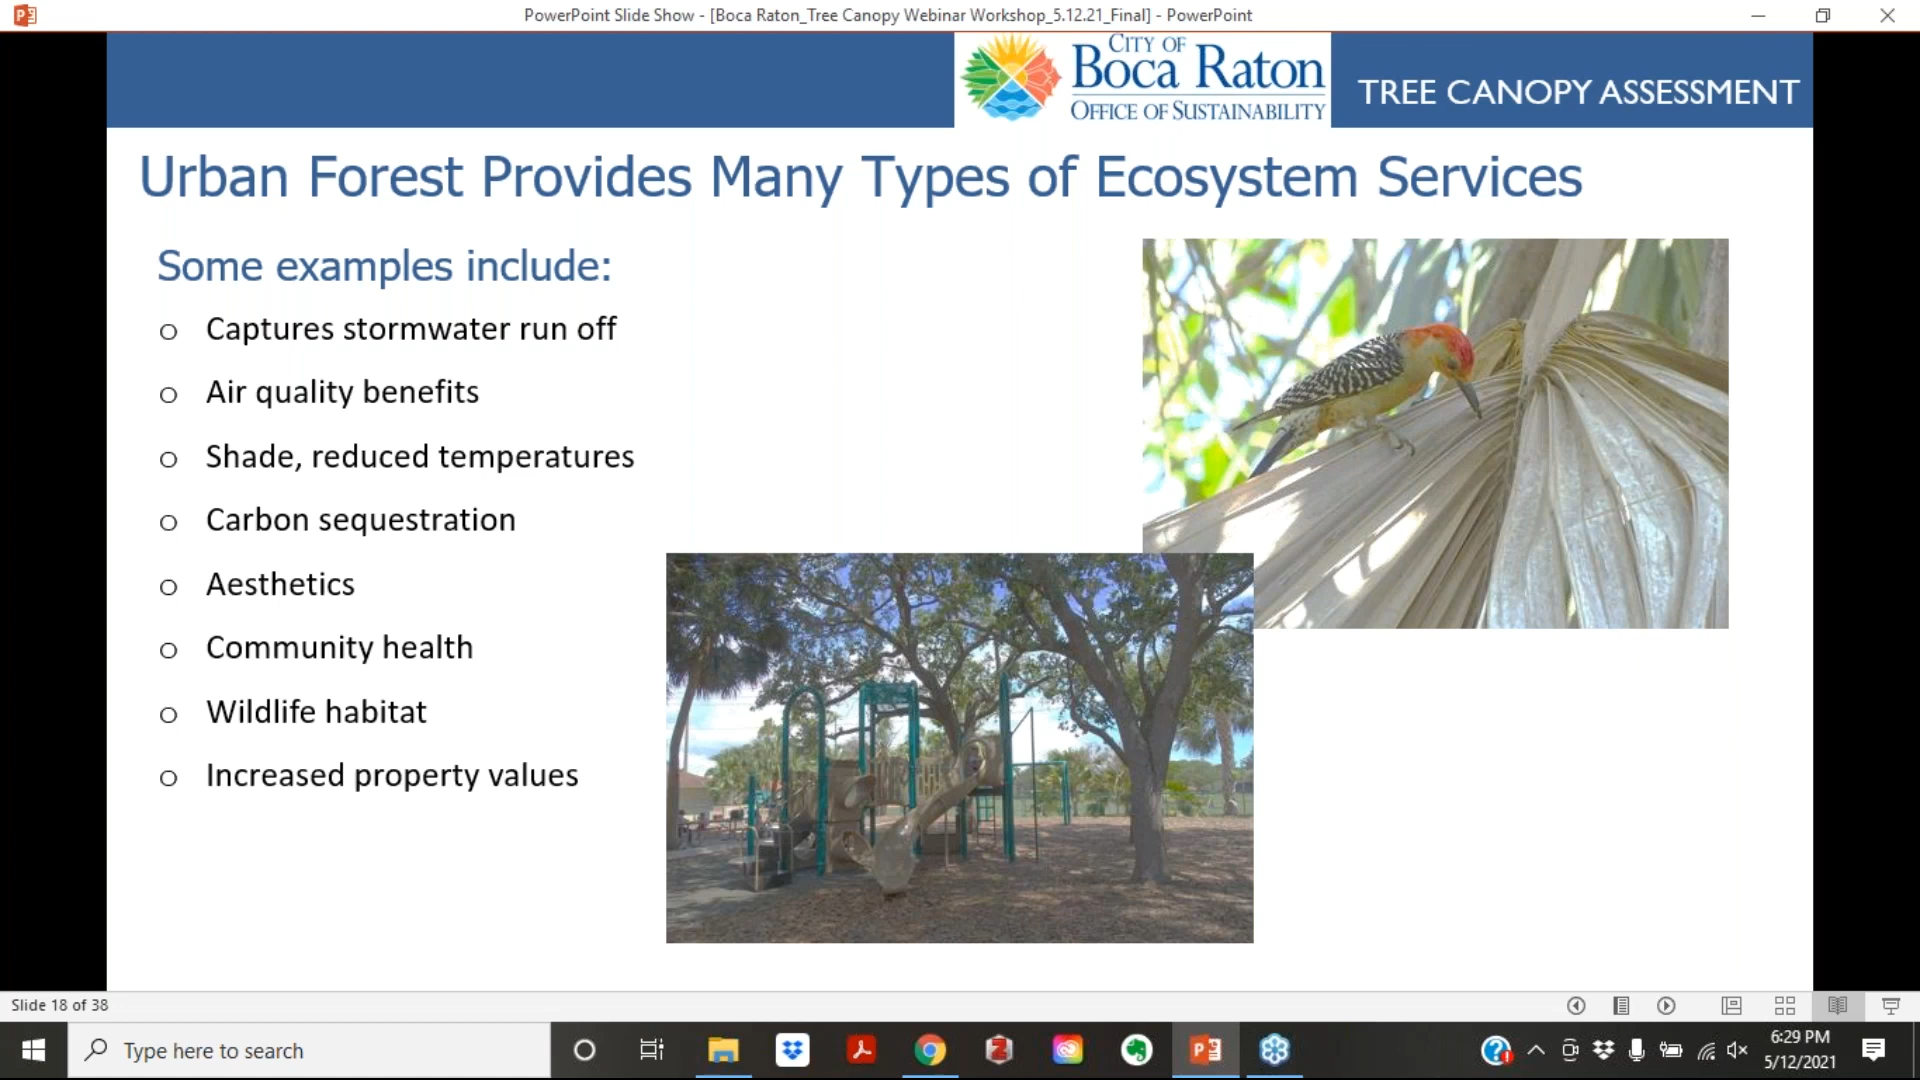 PowerPoint Slide Show - [Boca Raton_Tree Canopy Webinar Workshop_5.12.21_Final] - PowerPoint
CITY OF
Boca Raton
OFFICE OF SUSTAINABILITY
TREE CANOPY ASSESSMENT
Urban Forest Provides Many Types of Ecosystem Services
Some examples include:
o Captures stormwater run off
o Air quality benefits
o Shade, reduced temperatures
o Carbon sequestration
o Aesthetics
o Community health
o Wildlife habitat
o Increased property values
Slide 18 of 38
Type here to search
6:29 PM
5/12/2021